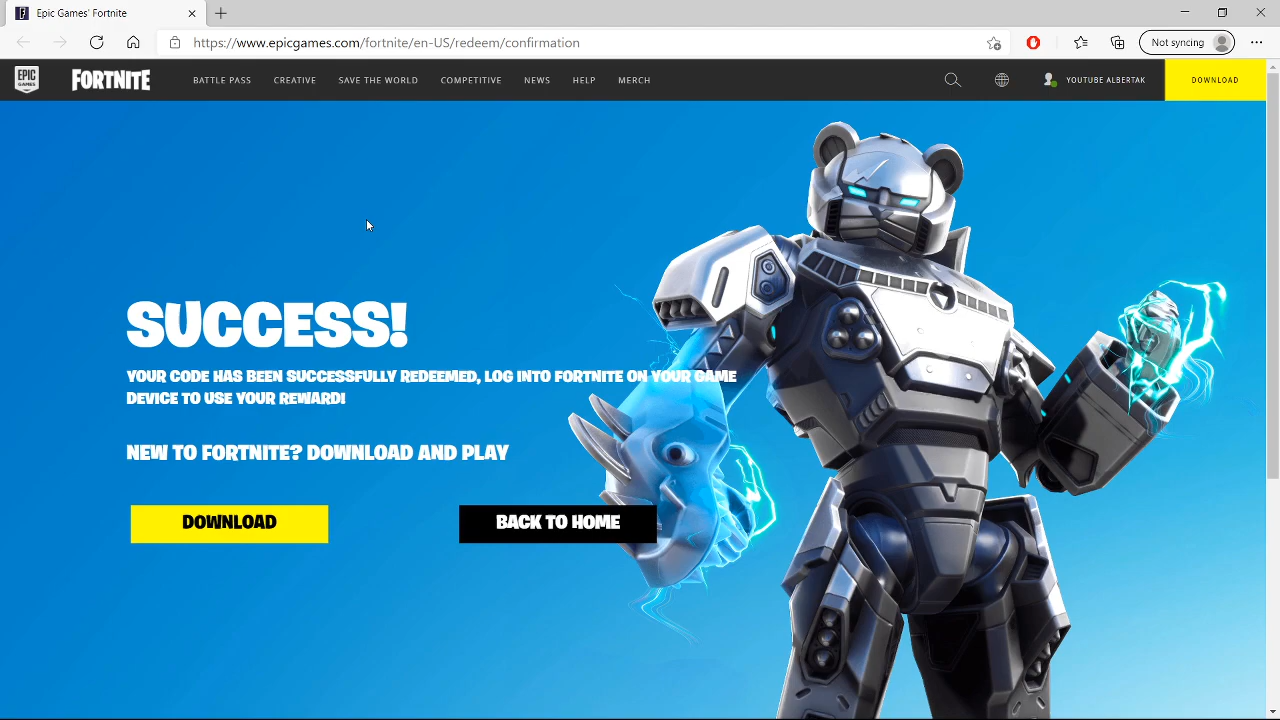 Epic Games' Fortnite
https://www.epicgames.com/fortnite/en-US/redeem/confirmation
Not syncing
EPIC GAMES
FORTNITE
BATTLE PASS
CREATIVE
SAVE THE WORLD
COMPETITIVE
NEWS
HELP
MERCH
YOUTUBE ALBERTAK
DOWNLOAD
SUCCESS!
YOUR CODE HAS BEEN SUCCESSFULLY REDEEMED, LOG INTO FORTNITE ON YOUR GAME
DEVICE TO USE YOUR REWARD!
NEW TO FORTNITE? DOWNLOAD AND PLAY
DOWNLOAD
BACK TO HOME